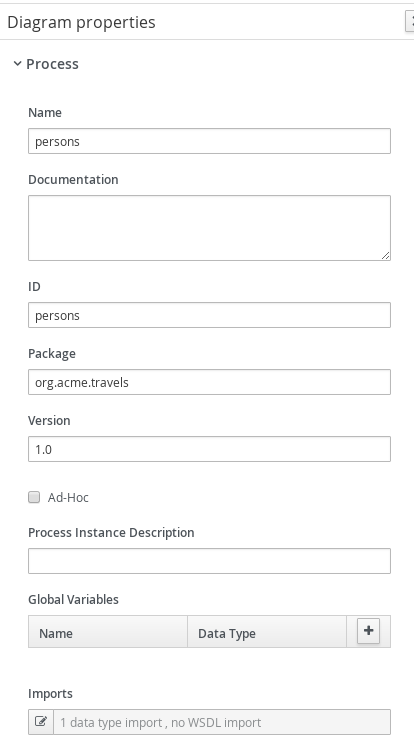 Diagram properties
Process
Name
persons
Documentation
ID
persons
Package
org.acme.travels
Version
1.0
Ad-Hoc
Process Instance Description
Global Variables
Name Data Type +
Imports
1 data type import , no WSDL import